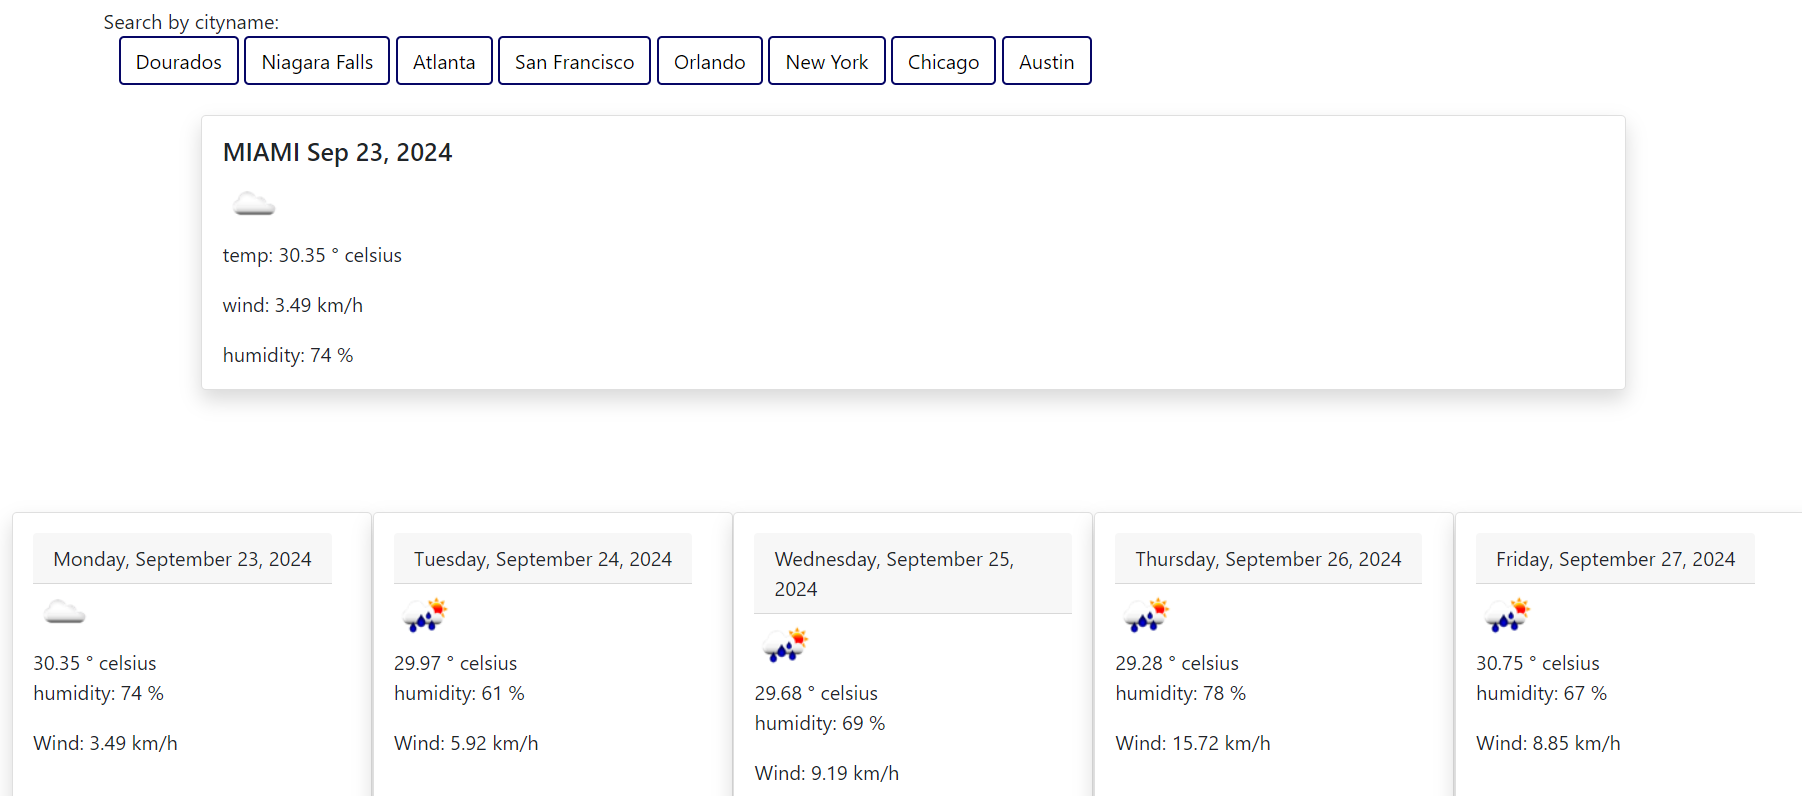 Search by cityname:
Dourados
Niagara Falls
Atlanta
San Francisco
Orlando
New York
Chicago
Austin
MIAMI Sep 23, 2024
temp: 30.35 ° celsius
wind: 3.49 km/h
humidity: 74 %
Monday, September 23, 2024
30.35 ° celsius
humidity: 74 %
Wind: 3.49 km/h
Tuesday, September 24, 2024
29.97 ° celsius
humidity: 61 %
Wind: 5.92 km/h
Wednesday, September 25,
2024
29.68 ° celsius
humidity: 69 %
Wind: 9.19 km/h
Thursday, September 26, 2024
29.28 ° celsius
humidity: 78 %
Wind: 15.72 km/h
Friday, September 27, 2024
30.75 ° celsius
humidity: 67 %
Wind: 8.85 km/h